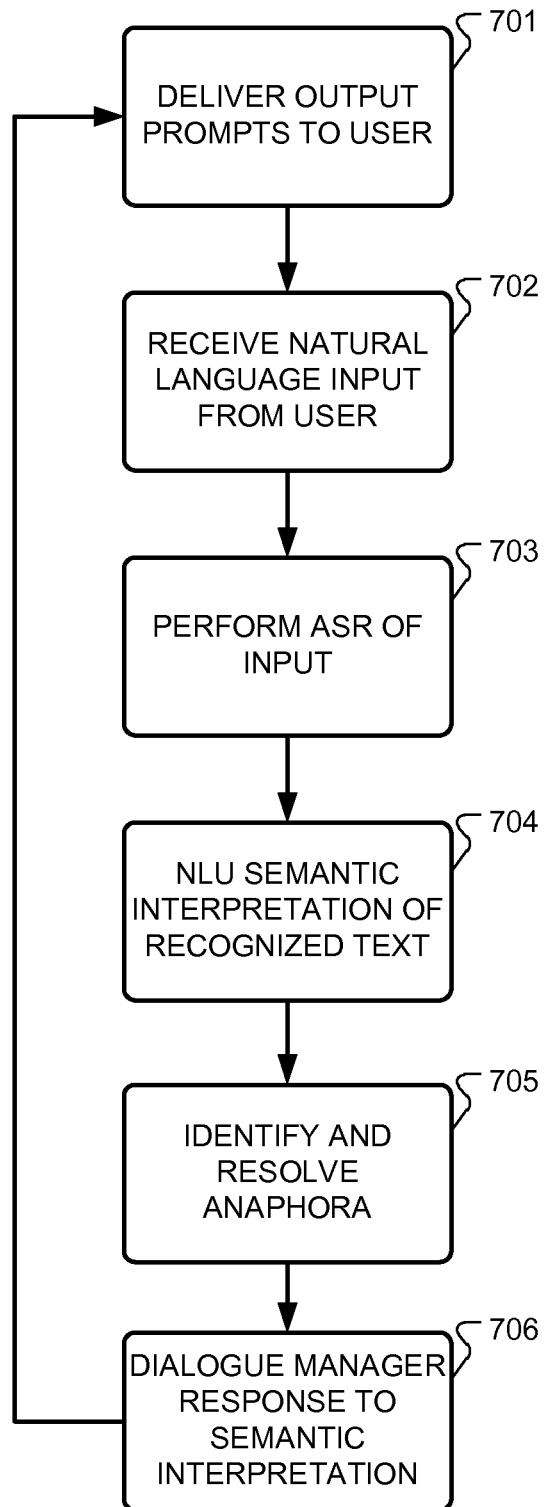 701
DELIVER OUTPUT
PROMPTS TO USER
702
RECEIVE NATURAL
LANGUAGE INPUT
FROM USER
703
PERFORM ASR OF
INPUT
704
NLU SEMANTIC
INTERPRETATION OF
RECOGNIZED TEXT
705
IDENTIFY AND
RESOLVE
ANAPHORA
706
DIALOGUE MANAGER
RESPONSE TO
SEMANTIC
INTERPRETATION